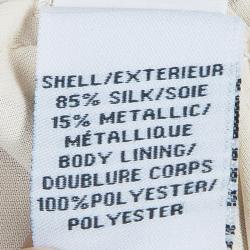 SHELL/EXTERIEUR
85% SILK/SOIE
15% METALLIC/
MÉTALLIQUE
BODY LINING/
DOUBLURE CORPS
100%POLYESTER/
POLYESTER